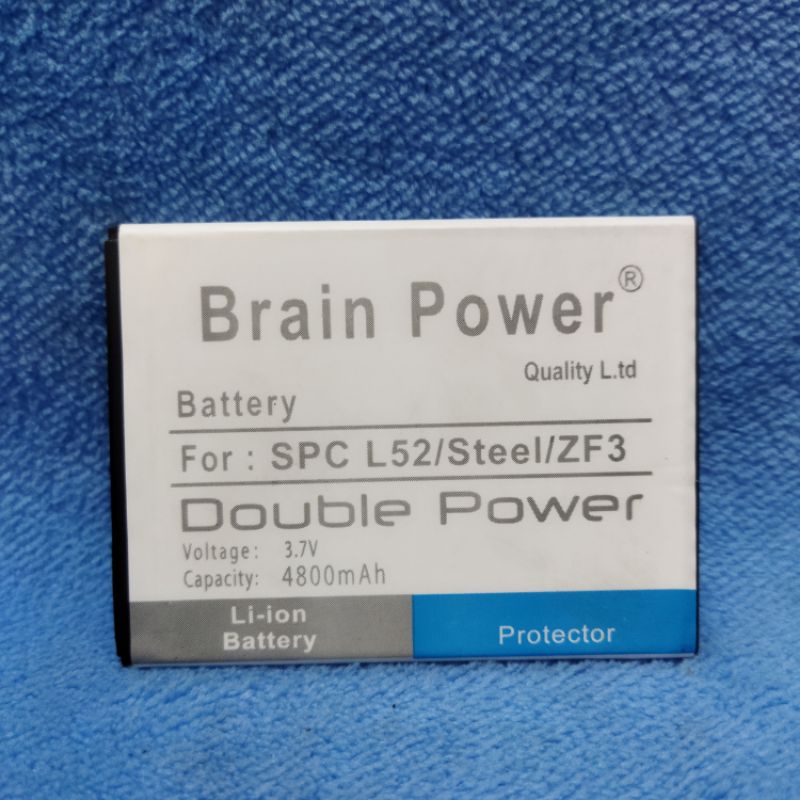 Brain Power®
Quality L.td
Battery
For : SPC L52/Steel/ZF3
Double Power
Voltage: 3.7V
Capacity: 4800mAh
Li-ion
Battery
Protector